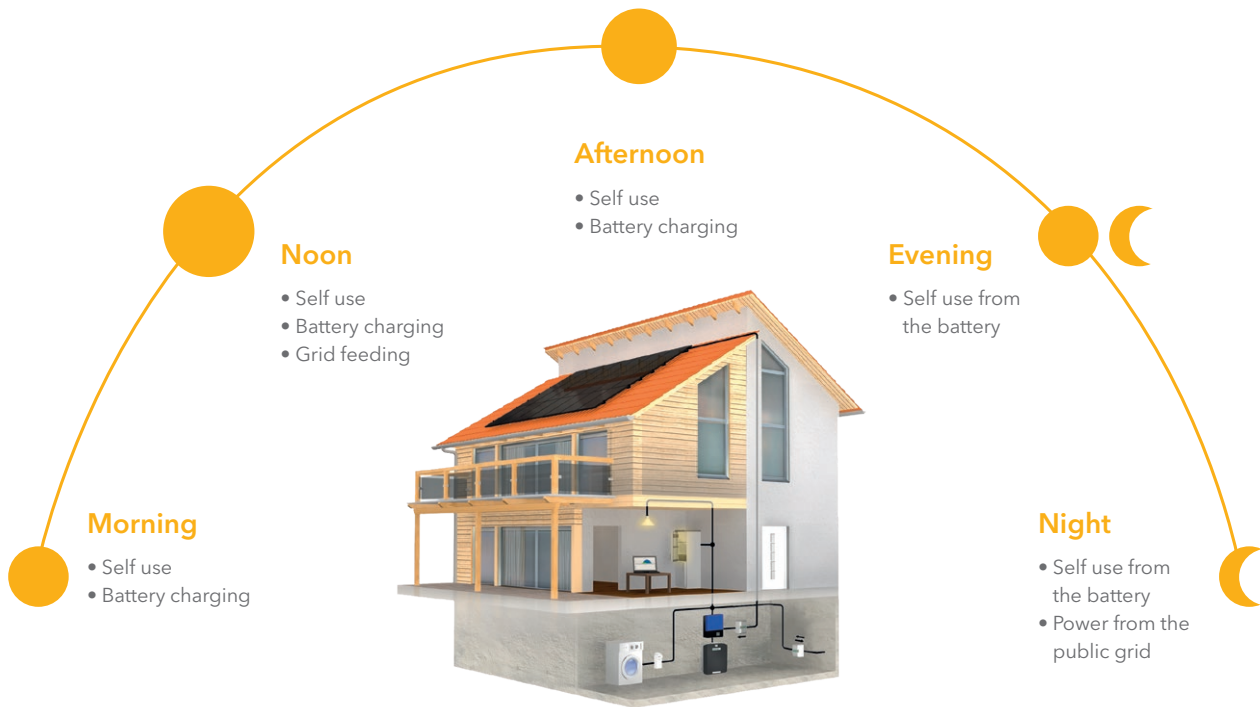 Morning
• Self use
• Battery charging
Noon
• Self use
• Battery charging
• Grid feeding
Afternoon
• Self use
• Battery charging
Evening
• Self use from
the battery
Night
• Self use from
the battery
• Power from the
public grid